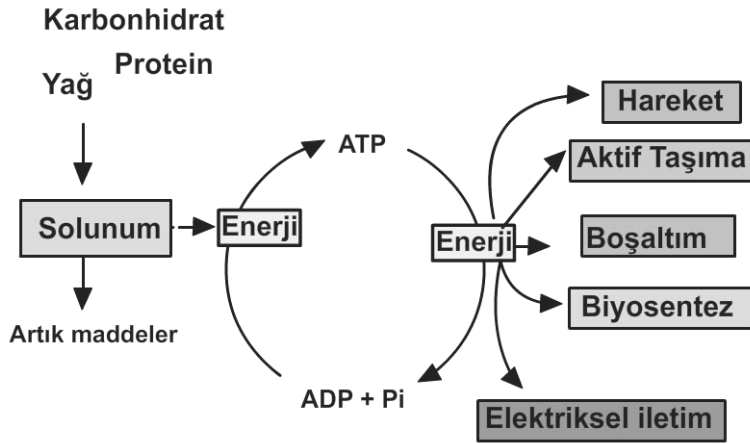 Karbonhidrat
Protein
Yağ
Solunum
Artık maddeler
Enerji
ATP
ADP + Pi
Enerji
Hareket
Aktif Taşıma
Boşaltım
Biyosentez
Elektriksel iletim